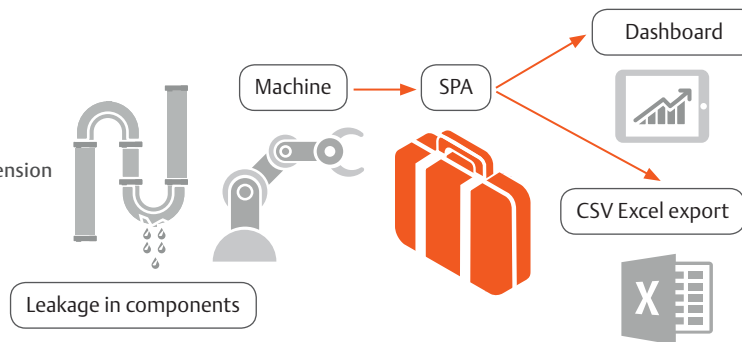 Dashboard
Machine
SPA
ension
CSV Excel export
X
Leakage in components